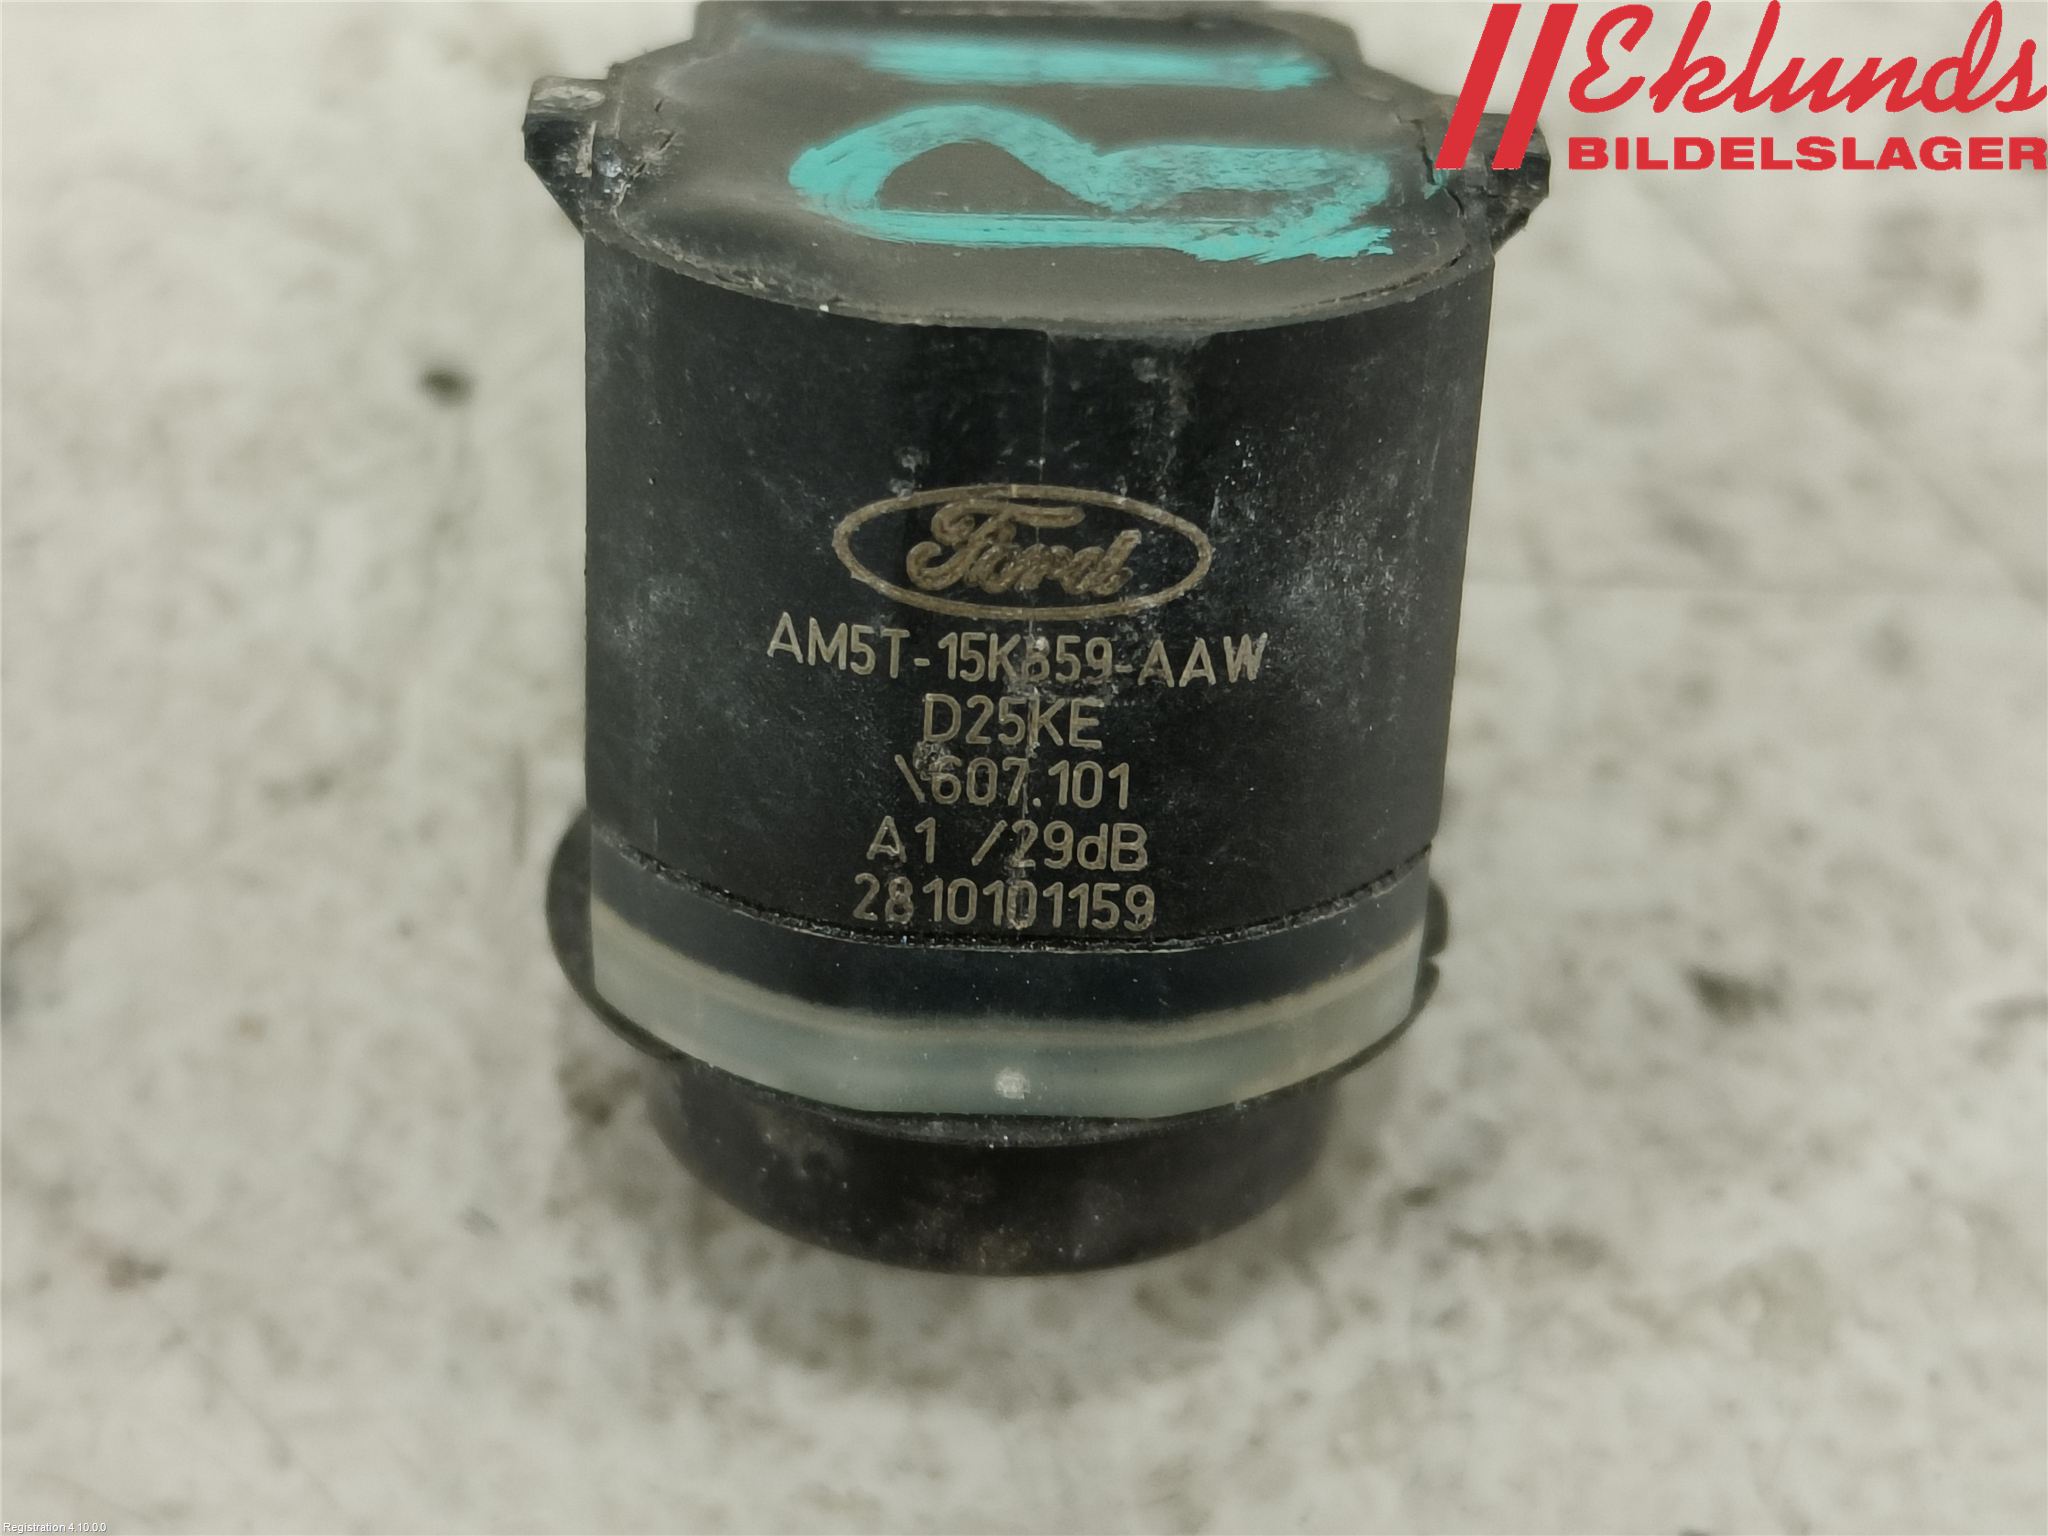 Eklunds
BILDELSLAGER
Ford
AM5T-15K859-AAW
D25KE
\607.101
A1 /29dB
2810101159
Registration 4.10.0.0